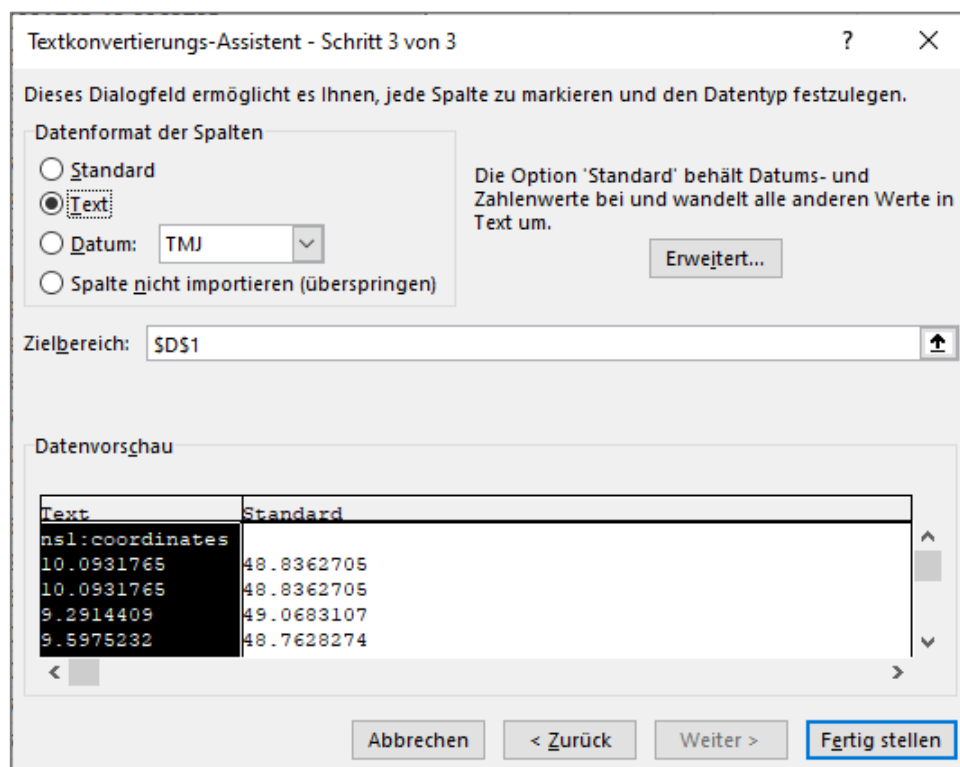 Textkonvertierungs-Assistent - Schritt 3 von 3
Dieses Dialogfeld ermöglicht es Ihnen, jede Spalte zu markieren und den Datentyp festzulegen.
Datenformat der Spalten
Standard
Text
Datum: TMJ
Spalte nicht importieren (überspringen)
Die Option 'Standard' behält Datums- und
Zahlenwerte bei und wandelt alle anderen Werte in
Text um.
Erweitert...
Zielbereich: $D$1
Datenvorschau
Text Standard
ns1:coordinates
10.0931765 48.8362705
10.0931765 48.8362705
9.2914409 49.0683107
9.5975232 48.7628274
Abbrechen < Zurück Weiter > Fertig stellen